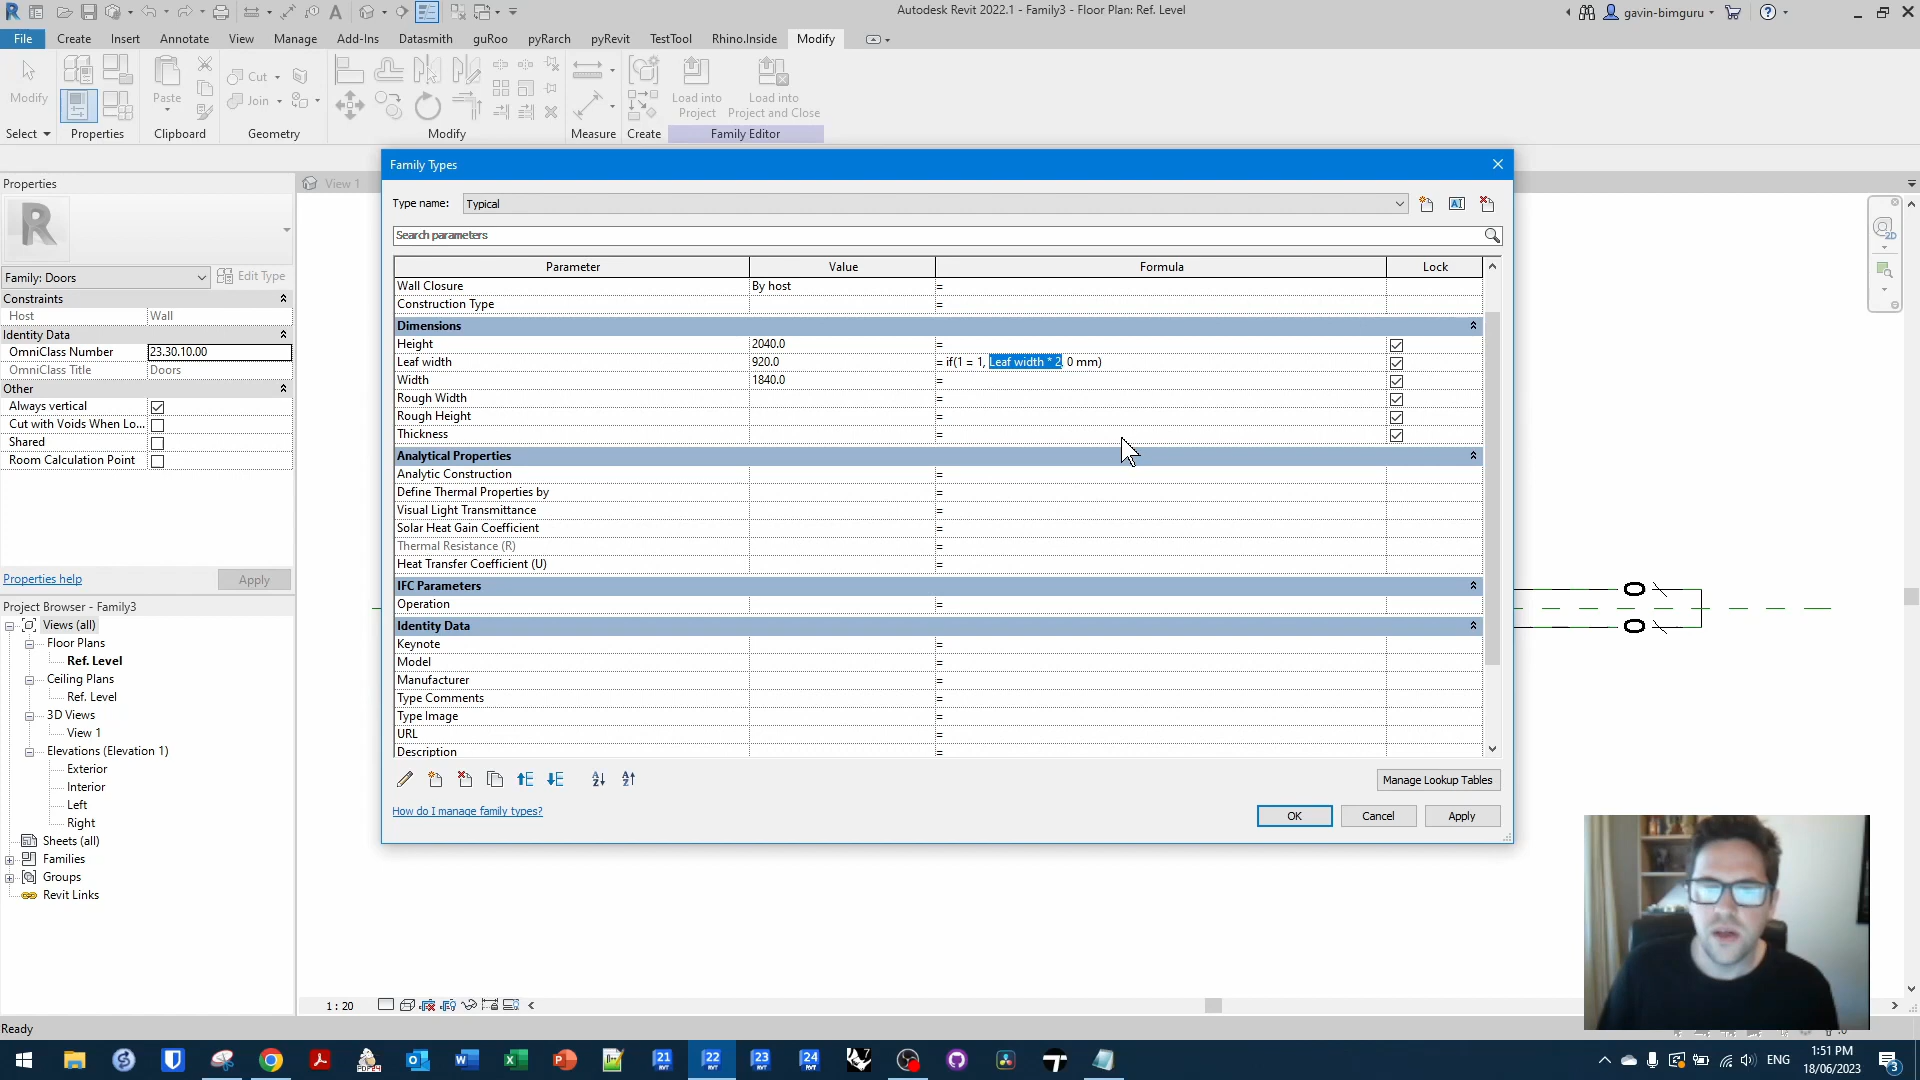 Autodesk Revit 2022.1 - Family3 - Floor Plan: Ref. Level
gavin-bimguru
File Create Insert Annotate View Manage Add-Ins Datasmith guRoo pyRarch pyRevit TestTool Rhino.Inside Modify
Modify Paste Cut Join Load into Project Load into Project and Close
Select Properties Clipboard Geometry Modify Measure Create Family Editor
Properties
View 1
Family: Doors Edit Type
Constraints
Host Wall
Identity Data
OmniClass Number 23.30.10.00
OmniClass Title Doors
Other
Always vertical
Cut with Voids When Lo...
Shared
Room Calculation Point
Properties help Apply
Project Browser - Family3
Views (all)
Floor Plans
Ref. Level
Ceiling Plans
Ref. Level
3D Views
View 1
Elevations (Elevation 1)
Exterior
Interior
Left
Right
Sheets (all)
Families
Groups
Revit Links
Family Types
Type name: Typical
Search parameters
Parameter Value Formula Lock
Wall Closure By host =
Construction Type =
Dimensions
Height 2040.0 =
Leaf width 920.0 = if(1 = 1, Leaf width * 2, 0 mm)
Width 1840.0 =
Rough Width =
Rough Height =
Thickness =
Analytical Properties
Analytic Construction =
Define Thermal Properties by =
Visual Light Transmittance =
Solar Heat Gain Coefficient =
Thermal Resistance (R) =
Heat Transfer Coefficient (U) =
IFC Parameters
Operation =
Identity Data
Keynote =
Model =
Manufacturer =
Type Comments =
Type Image =
URL =
Description =
Manage Lookup Tables
How do I manage family types?
OK Cancel Apply
1 : 20
Ready
ENG
1:51 PM
18/06/2023